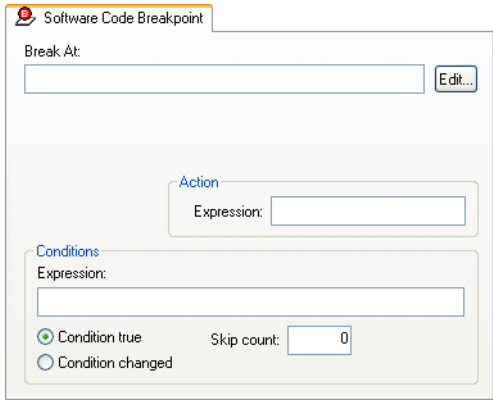 Software Code Breakpoint
Break At:
Edit...
Action
Expression:
Conditions
Expression:
Condition true
Skip count: 0
Condition changed